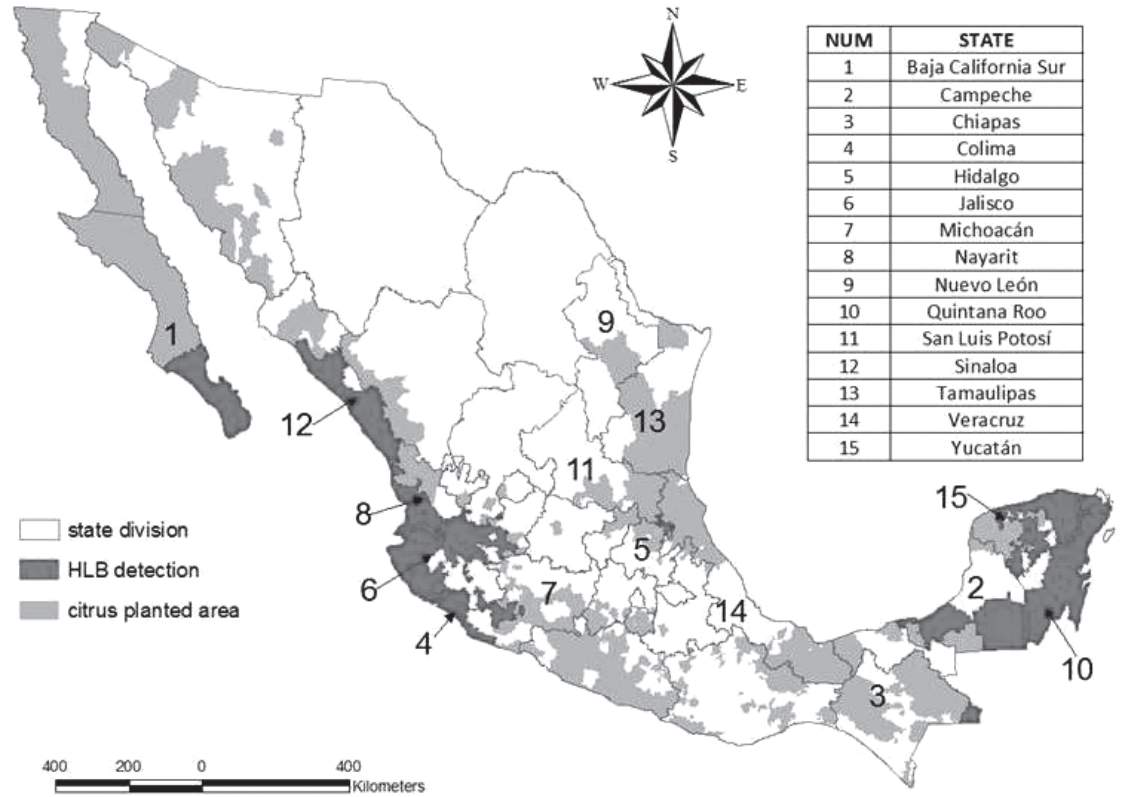 N
W E
S
NUM STATE
1 Baja California Sur
2 Campeche
3 Chiapas
4 Colima
5 Hidalgo
6 Jalisco
7 Michoacán
8 Nayarit
9 Nuevo León
10 Quintana Roo
11 San Luis Potosí
12 Sinaloa
13 Tamaulipas
14 Veracruz
15 Yucatán
9
1
12
13
11
8
15
5
6
7
2
14
4
10
3
state division
HLB detection
citrus planted area
400 200 0 400
Kilometers